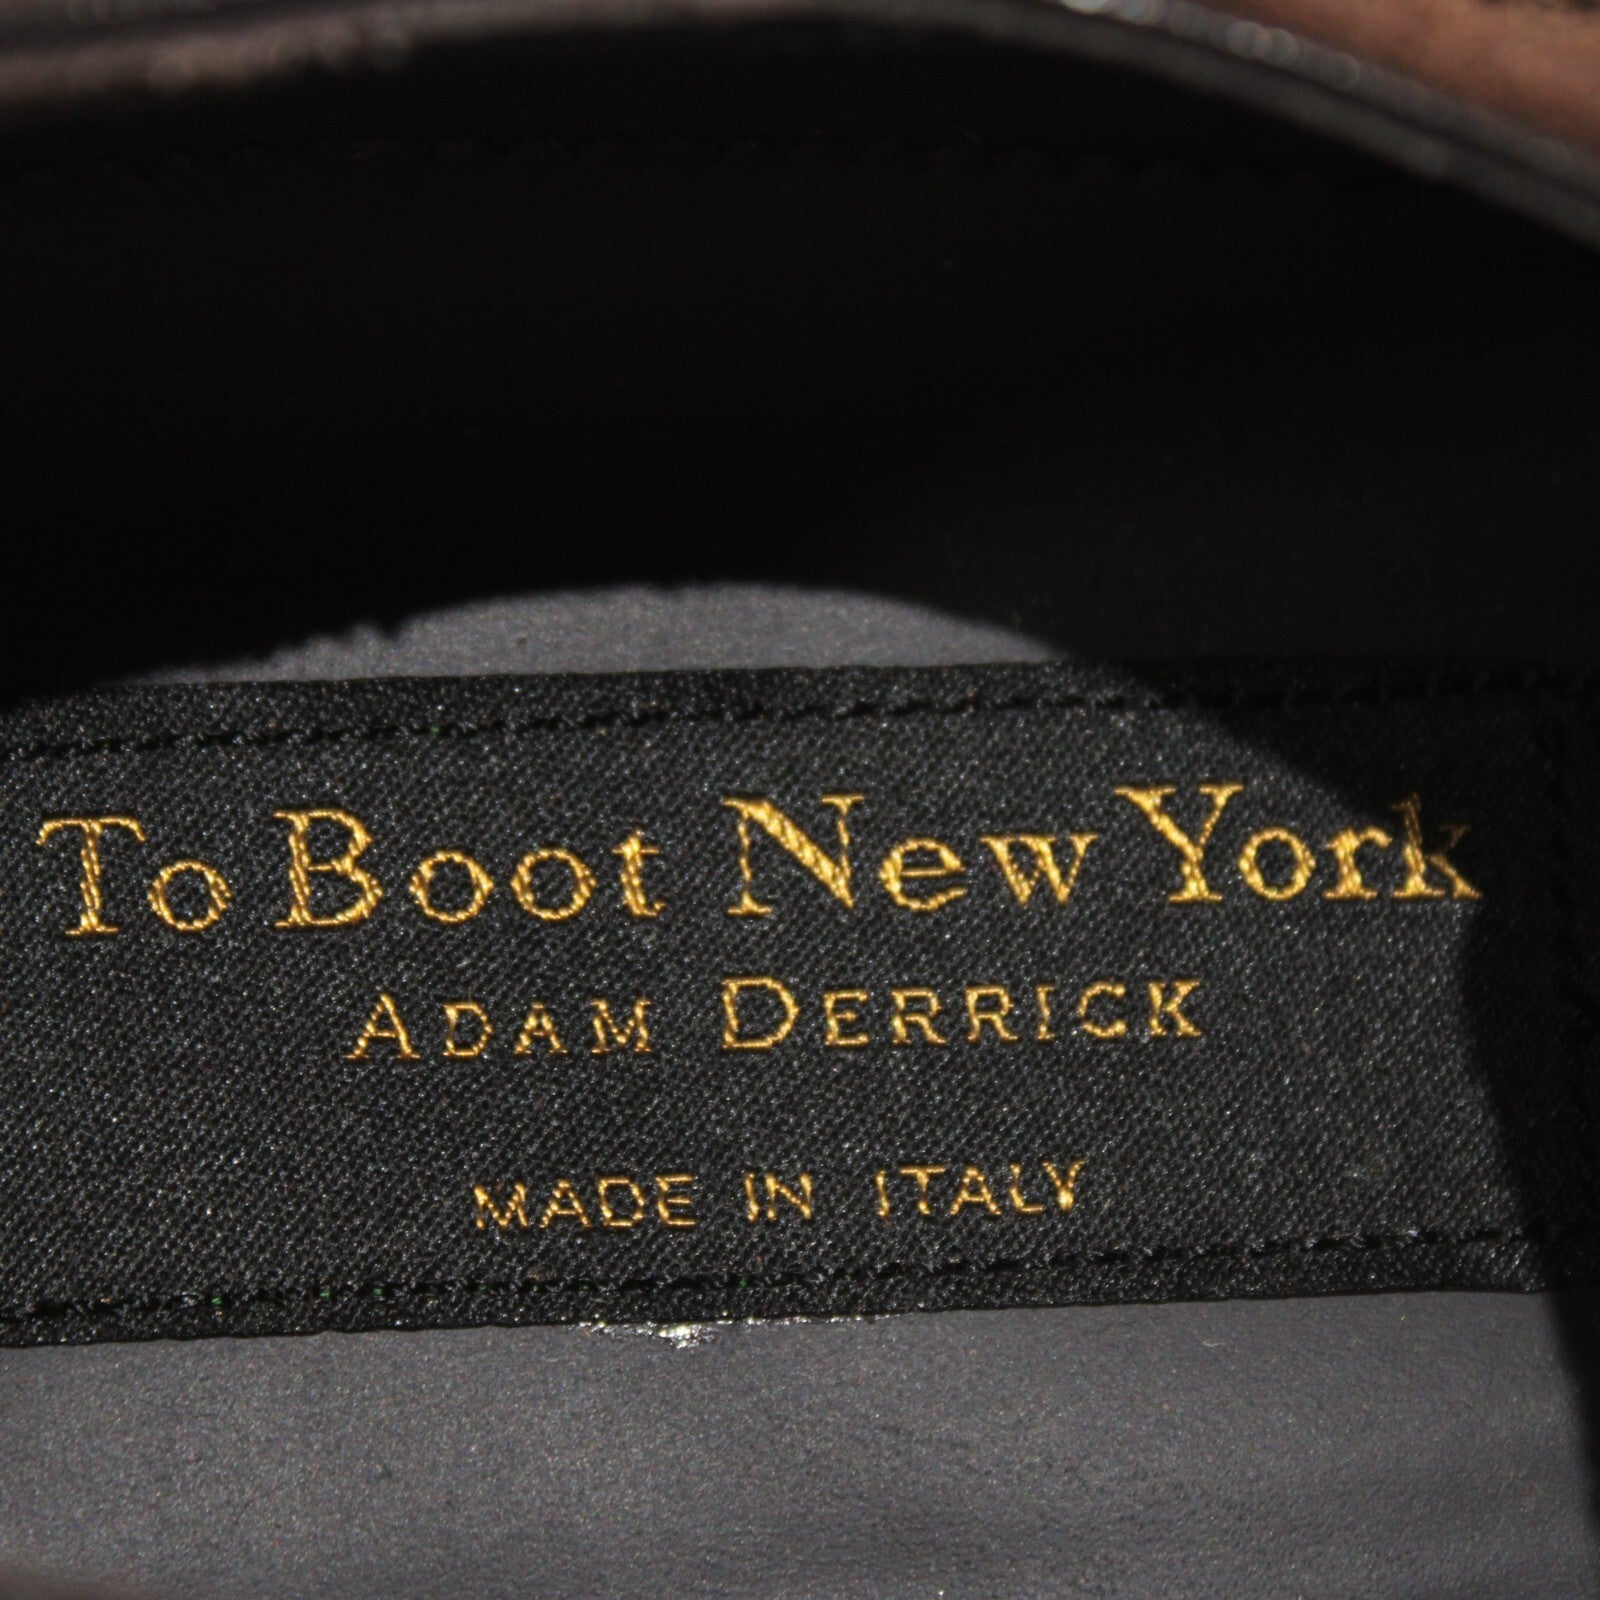 To Boot New York
ADAM DERRICK
MADE IN ITALY